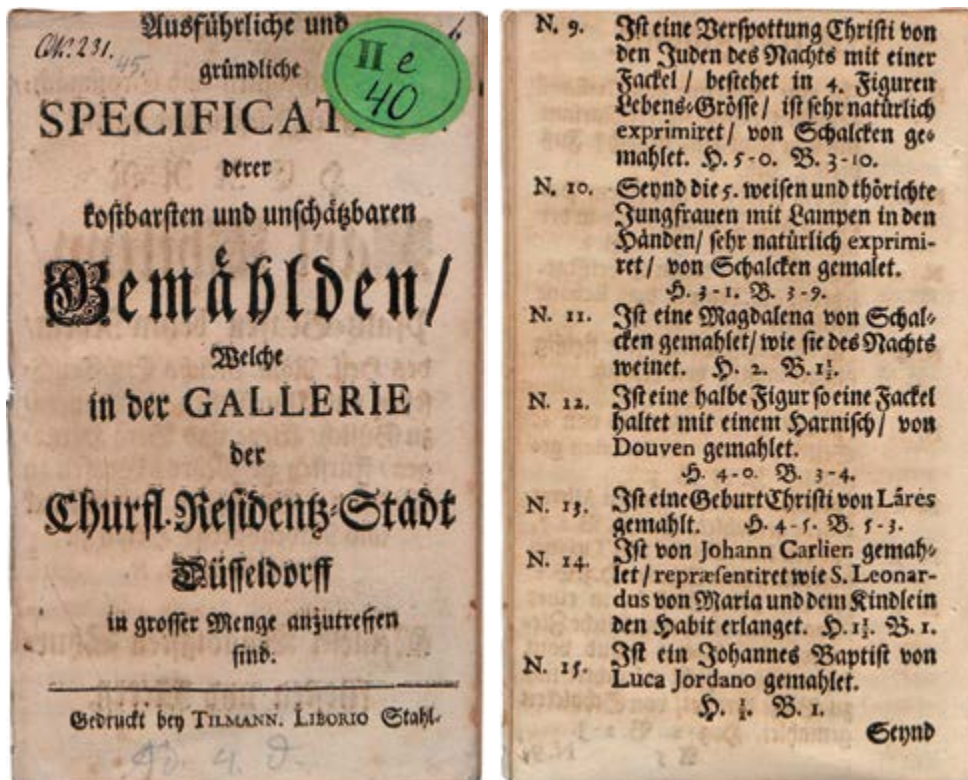 Ausführliche und
Cim. 231.
45.
II e
40
gründliche
SPECIFICAT
derer
kostbarsten und unschätzbaren
Gemählden/
Welche
in der GALLERIE
der
Churfl. Residentz-Stadt
Düsseldorff
in grosser Menge anzutreffen
sind.
Gedruckt bey TILMANN. LIBORIO Stahl.
N. 9. Ist eine Verspottung Christi von
den Juden des Nachts mit einer
Fackel / bestehet in 4. Figuren
Lebens-Grösse/ ist sehr natürlich
exprimiret/ von Schalcken ge-
mahlet. H. 5-0. B. 3-10.
N. 10. Seynd die 5. weisen und thörichte
Jungfrauen mit Lampen in den
Händen/ sehr natürlich exprimi-
ret/ von Schalcken gemalet.
H. 3-1. B. 3-9.
N. 11. Ist eine Magdalena von Schal-
cken gemahlet/ wie sie des Nachts
weinet. H. 2. B. 1½.
N. 12. Ist eine halbe Figur so eine Fackel
haltet mit einem Harnisch/ von
Douven gemahlet.
H. 4-0. B. 3-4.
N. 13. Ist eine Geburt Christi von Lâres
gemahlt. H. 4-5. B. 5-3.
N. 14. Ist von Johann Carlien gemah-
let/ repræsentiret wie S. Leonar-
dus von Maria und dem Kindlein
den Habit erlanget. H. 1½. B. 1.
N. 15. Ist ein Johannes Baptist von
Luca Jordano gemahlet.
H. ½. B. 1.
Seynd